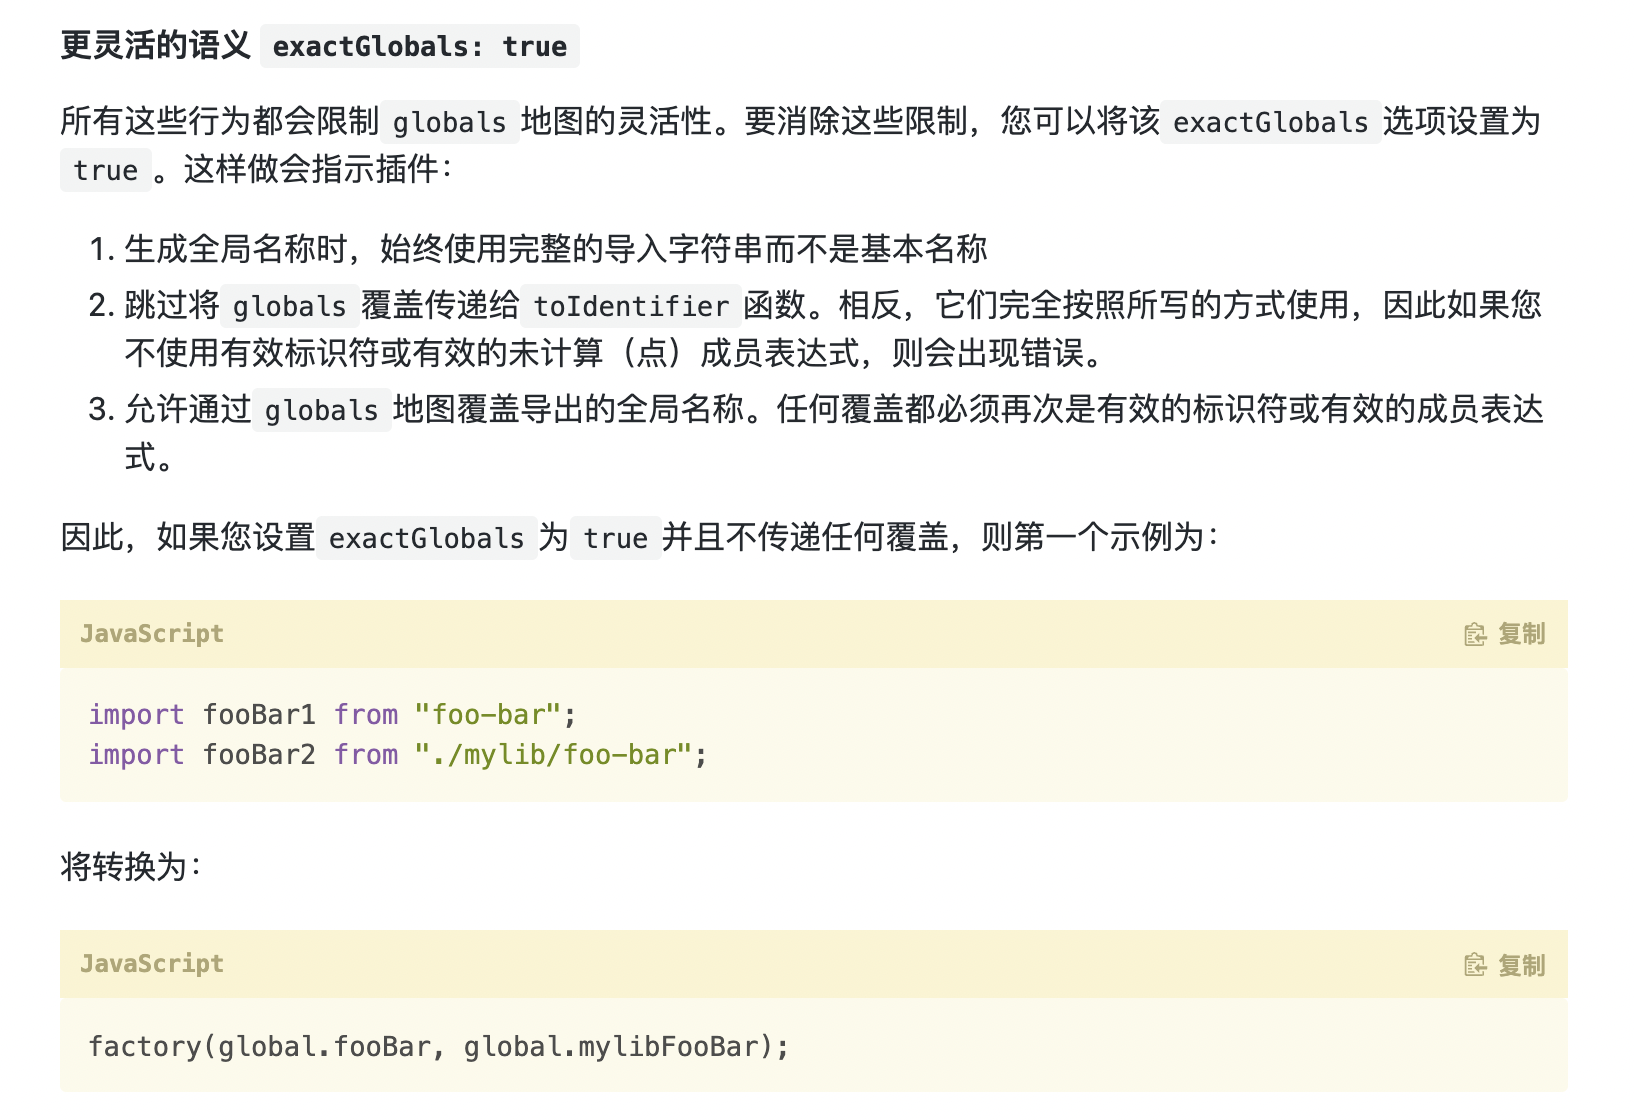 更灵活的语义 exactGlobals: true
所有这些行为都会限制 globals 地图的灵活性。要消除这些限制，您可以将该 exactGlobals 选项设置为
true 。这样做会指示插件：
1. 生成全局名称时，始终使用完整的导入字符串而不是基本名称
2. 跳过将 globals 覆盖传递给 toIdentifier 函数。相反，它们完全按照所写的方式使用，因此如果您
不使用有效标识符或有效的未计算（点）成员表达式，则会出现错误。
3. 允许通过 globals 地图覆盖导出的全局名称。任何覆盖都必须再次是有效的标识符或有效的成员表达
式。
因此，如果您设置 exactGlobals 为 true 并且不传递任何覆盖，则第一个示例为：
JavaScript 复制
import fooBar1 from "foo-bar";
import fooBar2 from "./mylib/foo-bar";
将转换为：
JavaScript 复制
factory(global.fooBar, global.mylibFooBar);